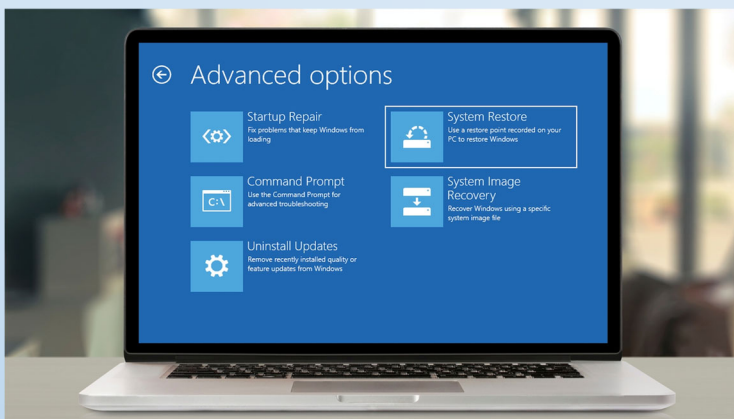 Advanced options
Startup Repair
Fix problems that keep Windows from
loading
System Restore
Use a restore point recorded on your
PC to restore Windows
Command Prompt
Use the Command Prompt for
advanced troubleshooting
C:\
System Image
Recovery
Recover Windows using a specific
system image file
Uninstall Updates
Remove recently installed quality or
feature updates from Windows